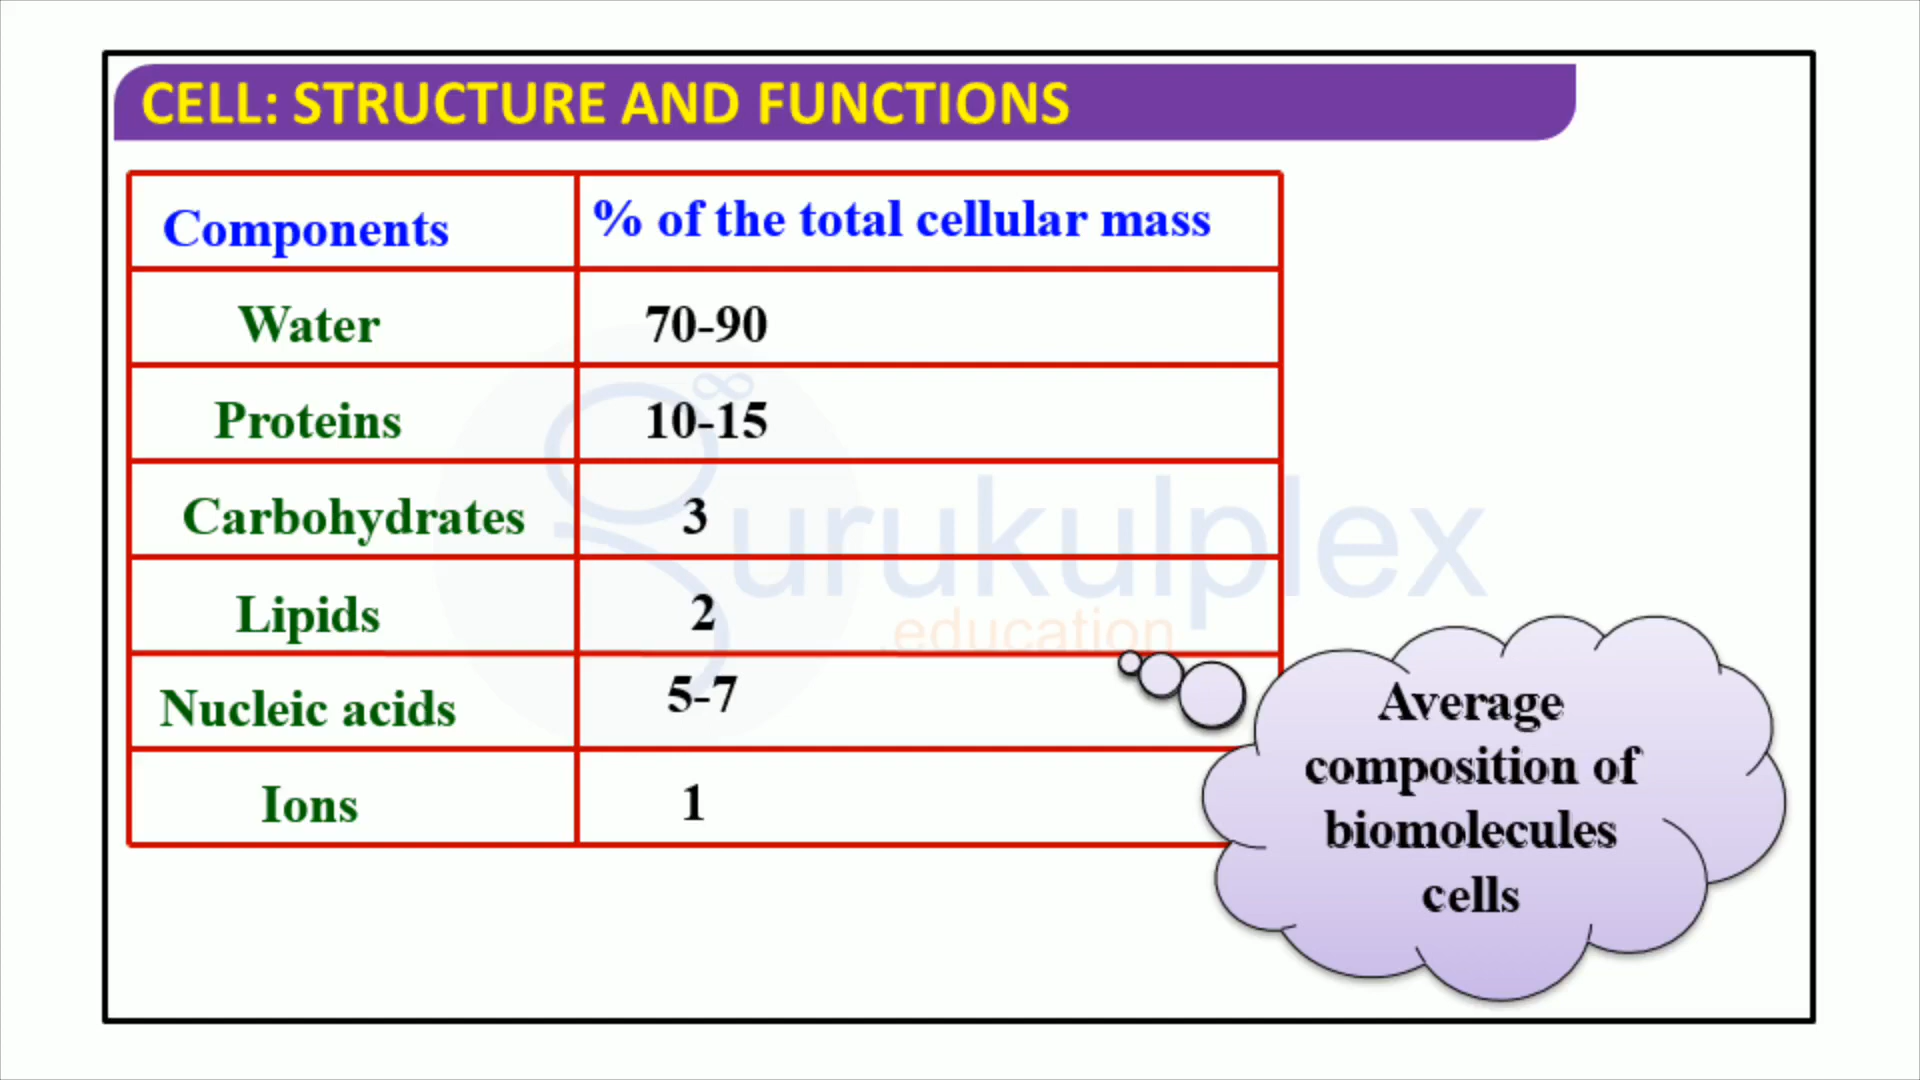 CELL: STRUCTURE AND FUNCTIONS
Components % of the total cellular mass
Water 70-90
Proteins 10-15
Carbohydrates 3
Lipids 2
Nucleic acids 5-7
Ions 1
urukulplex
.education
Average
composition of
biomolecules
cells